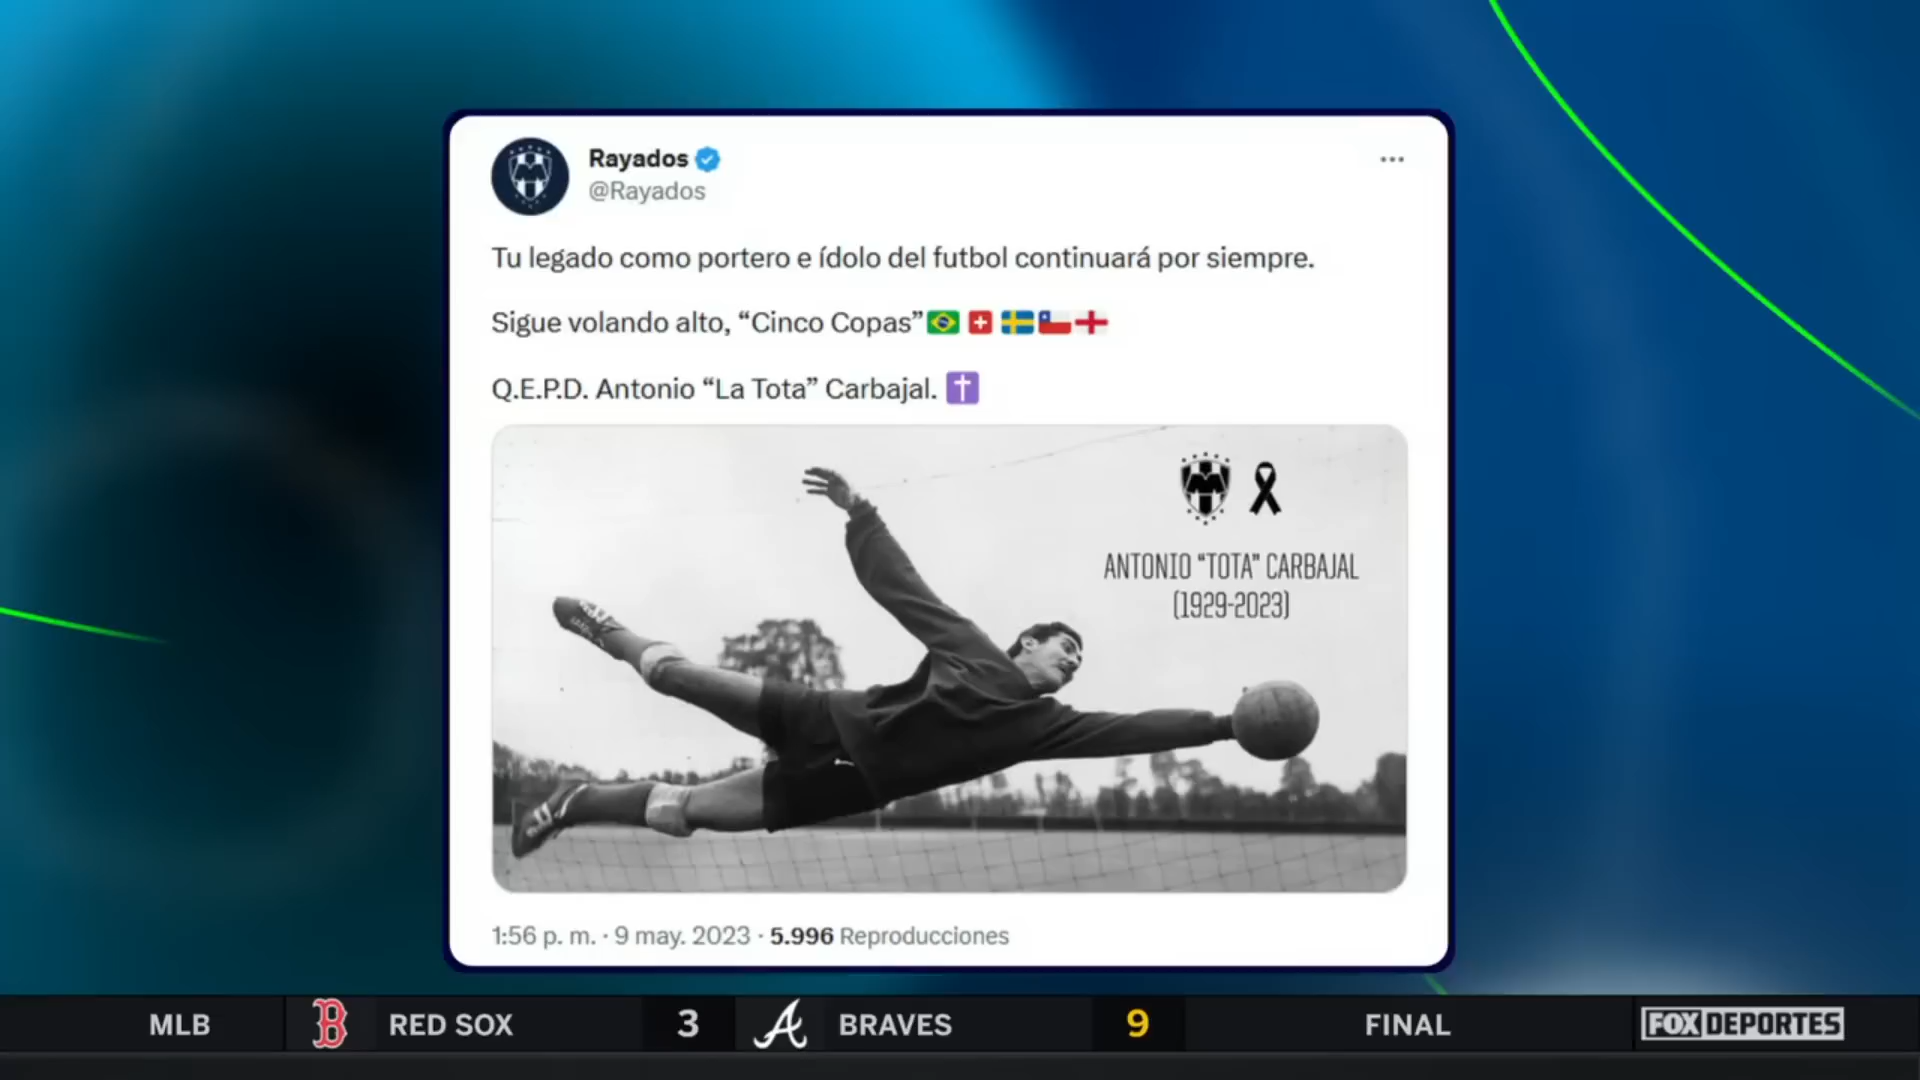 Rayados
@Rayados
Tu legado como portero e ídolo del futbol continuará por siempre.
Sigue volando alto, “Cinco Copas”🇧🇷🇨🇭🇸🇪🇨🇱🏴󠁧󠁢󠁥󠁮󠁧󠁿
Q.E.P.D. Antonio “La Tota” Carbajal. ✝️
ANTONIO “TOTA” CARBAJAL
(1929-2023)
1:56 p. m. · 9 may. 2023 · 5.996 Reproducciones
MLB B RED SOX 3 A BRAVES 9 FINAL FOX DEPORTES